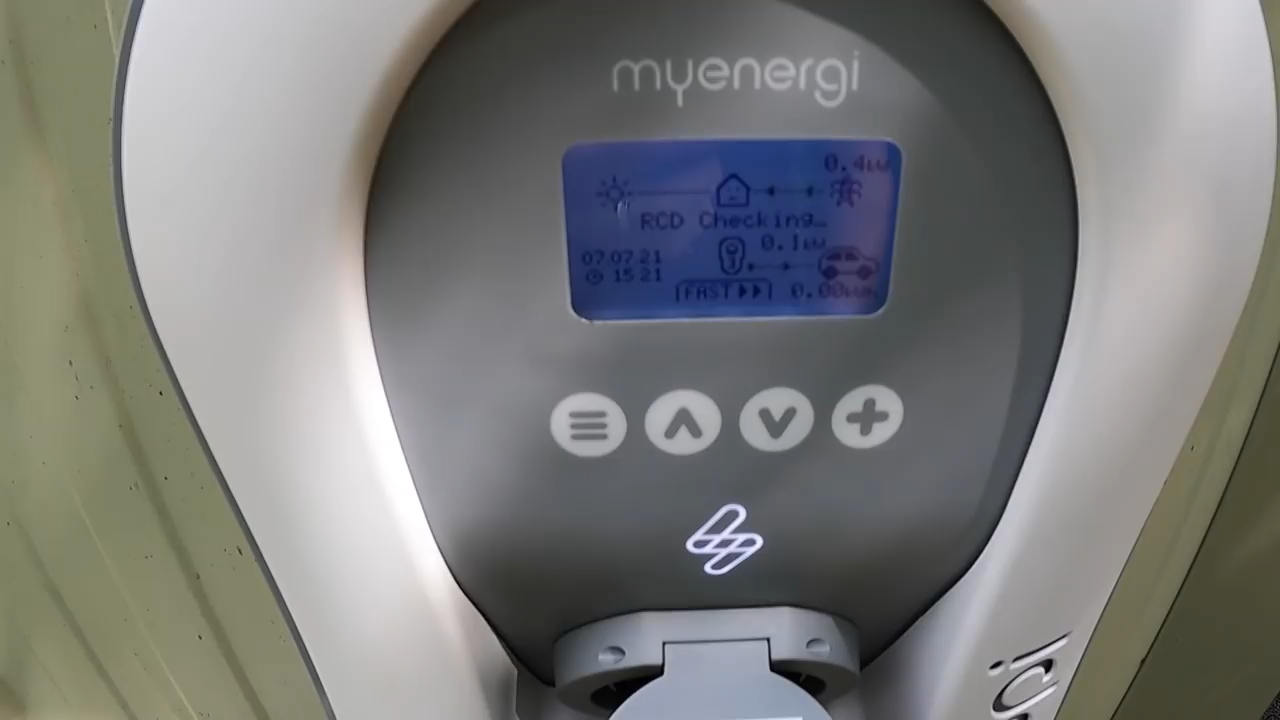 myenergi
0.4kW
RCD Checking…
0.1kW
07.07.21
15:21
FAST
0.00kWh